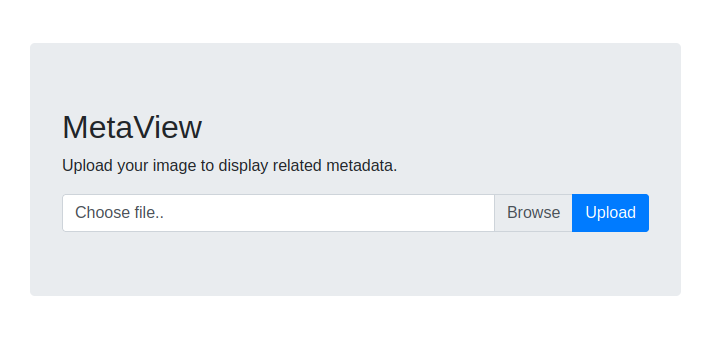 MetaView
Upload your image to display related metadata.
Choose file.. Browse Upload